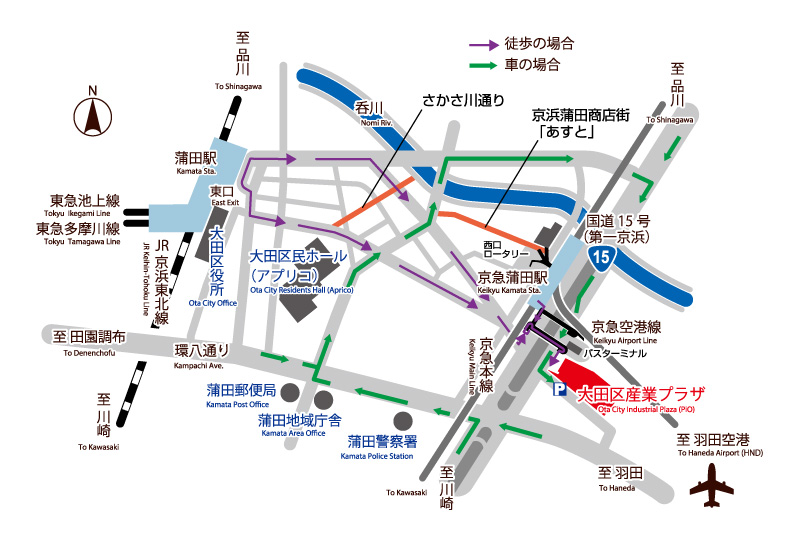 徒歩の場合
車の場合
至 品川
To Shinagawa
N
呑川
Nomi Riv.
さかさ川通り
京浜蒲田商店街
「あすと」
至 品川
To Shinagawa
蒲田駅
Kamata Sta.
東口
East Exit
東急池上線
Tokyu Ikegami Line
東急多摩川線
Tokyu Tamagawa Line
JR 京浜東北線
JR Keihin-Tohoku Line
大田区役所
Ota City Office
大田区民ホール
（アプリコ）
Ota City Residents Hall (Aprico)
西口
ロータリー
国道 15 号
（第一京浜）
15
京急蒲田駅
Keikyu Kamata Sta.
京急空港線
Keikyu Airport Line
バスターミナル
至 田園調布
To Denenchofu
環八通り
Kampachi Ave.
京急本線
Keikyu Main Line
P
大田区産業プラザ
Ota City Industrial Plaza (PiO)
蒲田郵便局
Kamata Post Office
蒲田地域庁舎
Kamata Area Office
蒲田警察署
Kamata Police Station
至 川崎
To Kawasaki
至 川崎
To Kawasaki
至 羽田
To Haneda
至 羽田空港
To Haneda Airport (HND)